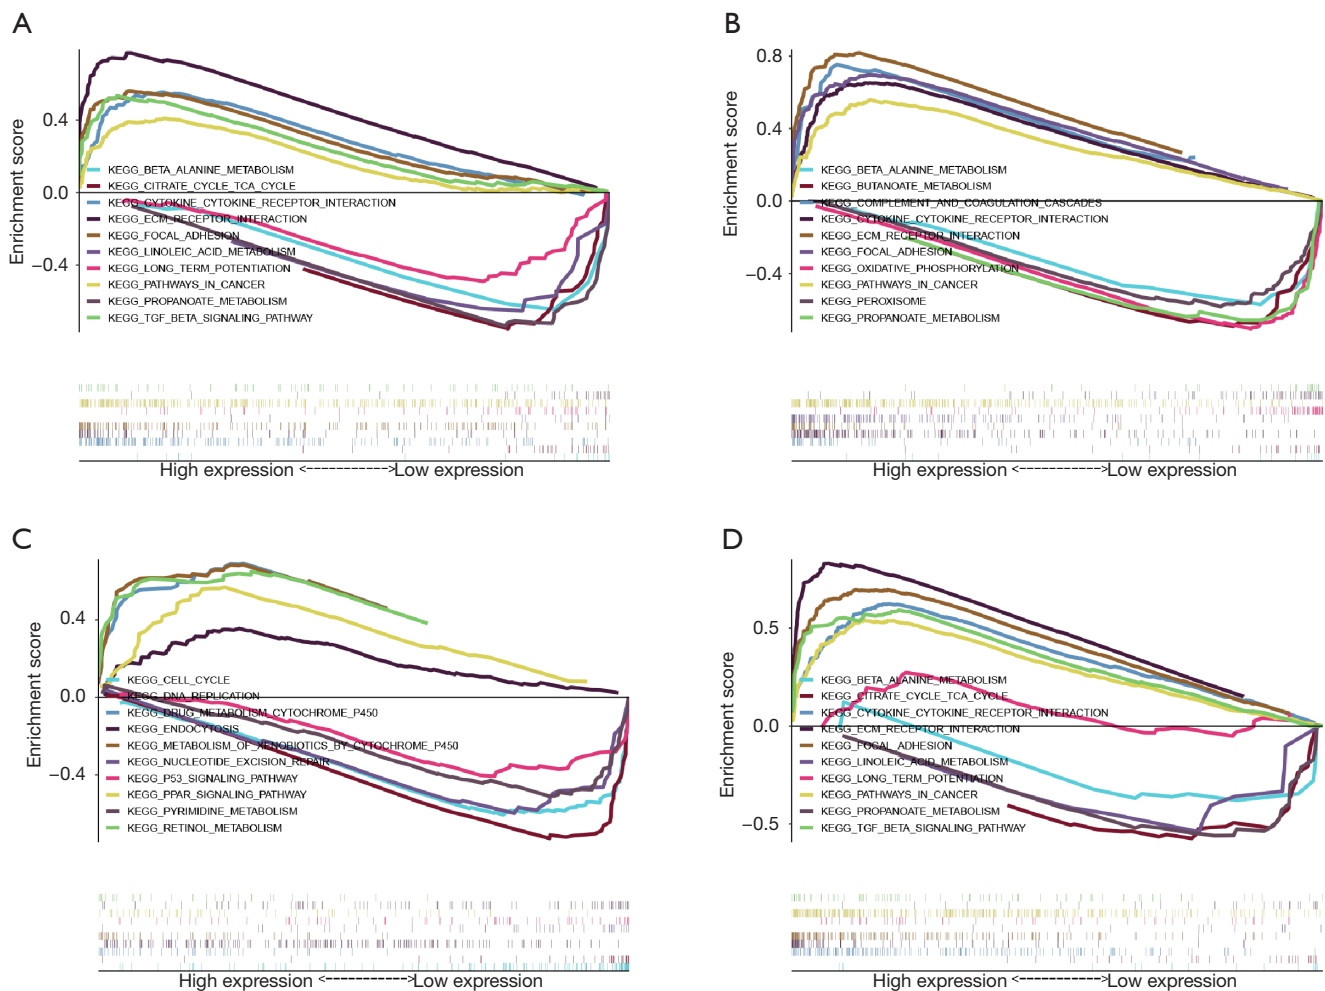 A
Enrichment score
0.4
0.0
−0.4
KEGG_BETA_ALANINE_METABOLISM
KEGG_CITRATE_CYCLE_TCA_CYCLE
KEGG_CYTOKINE_CYTOKINE_RECEPTOR_INTERACTION
KEGG_ECM_RECEPTOR_INTERACTION
KEGG_FOCAL_ADHESION
KEGG_LINOLEIC_ACID_METABOLISM
KEGG_LONG_TERM_POTENTIATION
KEGG_PATHWAYS_IN_CANCER
KEGG_PROPANOATE_METABOLISM
KEGG_TGF_BETA_SIGNALING_PATHWAY
High expression <----------->Low expression
B
Enrichment score
0.8
0.4
0.0
−0.4
KEGG_BETA_ALANINE_METABOLISM
KEGG_BUTANOATE_METABOLISM
KEGG_COMPLEMENT_AND_COAGULATION_CASCADES
KEGG_CYTOKINE_CYTOKINE_RECEPTOR_INTERACTION
KEGG_ECM_RECEPTOR_INTERACTION
KEGG_FOCAL_ADHESION
KEGG_OXIDATIVE_PHOSPHORYLATION
KEGG_PATHWAYS_IN_CANCER
KEGG_PEROXISOME
KEGG_PROPANOATE_METABOLISM
High expression <----------->Low expression
C
Enrichment score
0.4
0.0
−0.4
KEGG_CELL_CYCLE
KEGG_DNA_REPLICATION
KEGG_DRUG_METABOLISM_CYTOCHROME_P450
KEGG_ENDOCYTOSIS
KEGG_METABOLISM_OF_XENOBIOTICS_BY_CYTOCHROME_P450
KEGG_NUCLEOTIDE_EXCISION_REPAIR
KEGG_P53_SIGNALING_PATHWAY
KEGG_PPAR_SIGNALING_PATHWAY
KEGG_PYRIMIDINE_METABOLISM
KEGG_RETINOL_METABOLISM
High expression <----------->Low expression
D
Enrichment score
0.5
0.0
−0.5
KEGG_BETA_ALANINE_METABOLISM
KEGG_CITRATE_CYCLE_TCA_CYCLE
KEGG_CYTOKINE_CYTOKINE_RECEPTOR_INTERACTION
KEGG_ECM_RECEPTOR_INTERACTION
KEGG_FOCAL_ADHESION
KEGG_LINOLEIC_ACID_METABOLISM
KEGG_LONG_TERM_POTENTIATION
KEGG_PATHWAYS_IN_CANCER
KEGG_PROPANOATE_METABOLISM
KEGG_TGF_BETA_SIGNALING_PATHWAY
High expression <----------->Low expression